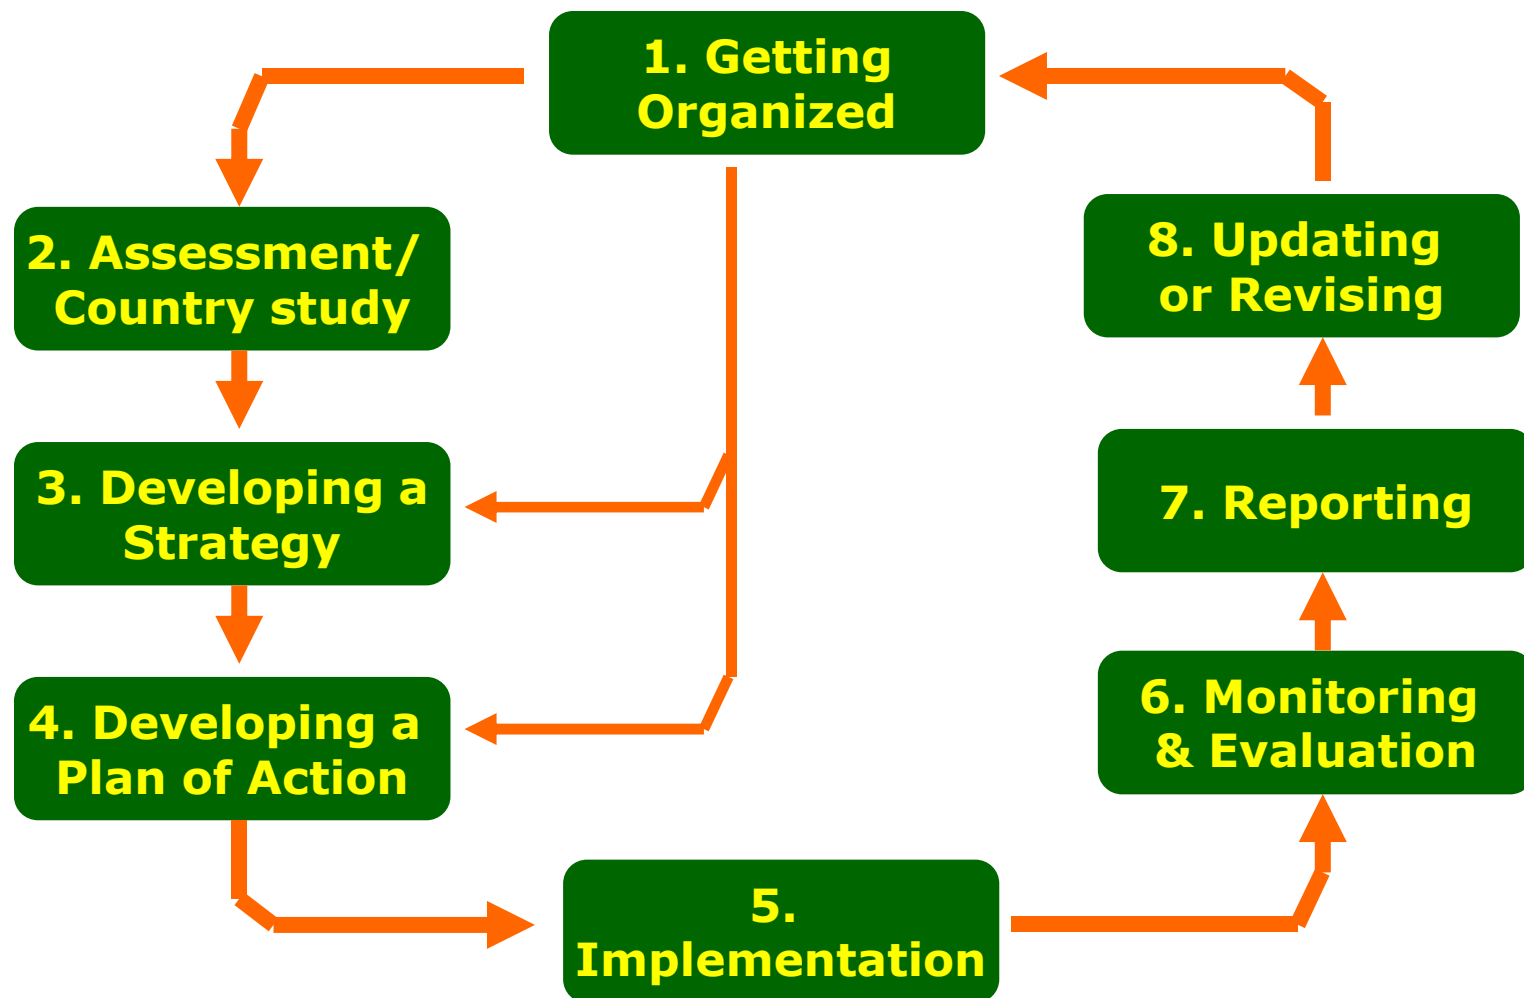 1. Getting
Organized
2. Assessment/
Country study
3. Developing a
Strategy
4. Developing a
Plan of Action
5.
Implementation
6. Monitoring
& Evaluation
7. Reporting
8. Updating
or Revising